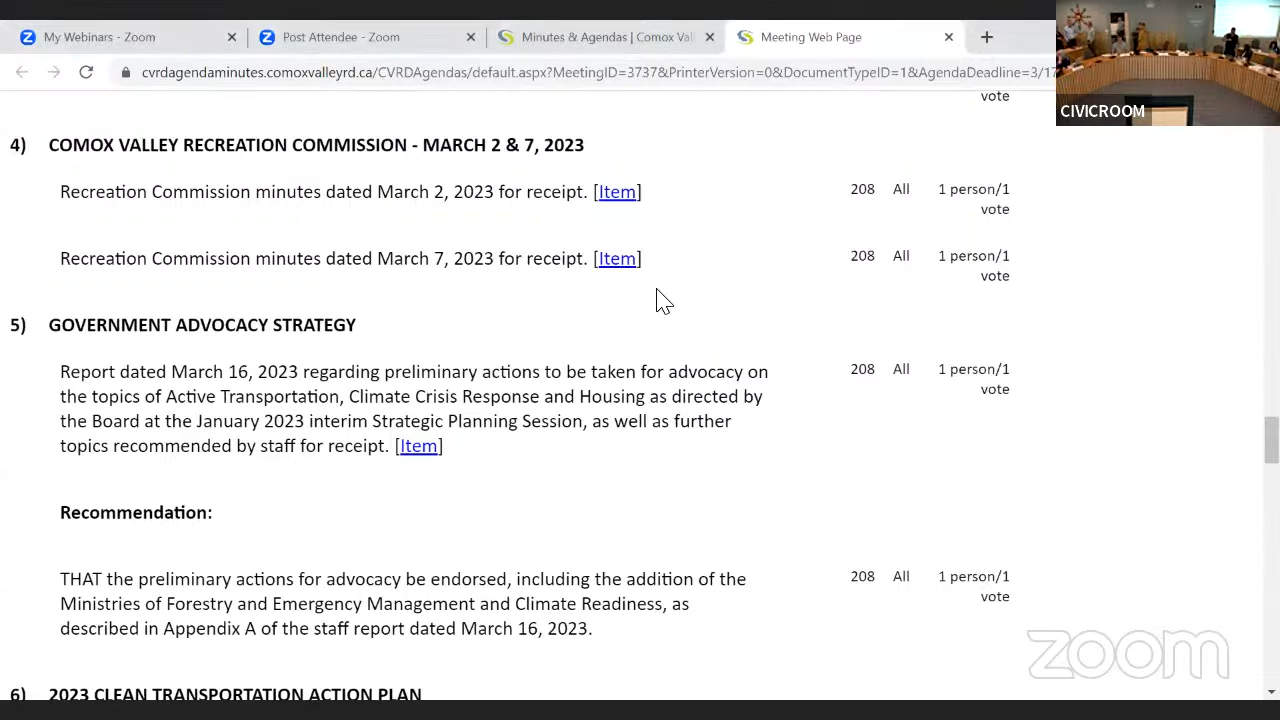 My Webinars - Zoom
Post Attendee - Zoom
Minutes & Agendas | Comox Val
Meeting Web Page
cvrdagendaminutes.comoxvalleyrd.ca/CVRDAgendas/default.aspx?MeetingID=3737&PrinterVersion=0&DocumentTypeID=1&AgendaDeadline=3/17
CIVICROOM
vote
4) COMOX VALLEY RECREATION COMMISSION - MARCH 2 & 7, 2023
Recreation Commission minutes dated March 2, 2023 for receipt. [Item] 208 All 1 person/1
vote
Recreation Commission minutes dated March 7, 2023 for receipt. [Item] 208 All 1 person/1
vote
5) GOVERNMENT ADVOCACY STRATEGY
Report dated March 16, 2023 regarding preliminary actions to be taken for advocacy on 208 All 1 person/1
vote
the topics of Active Transportation, Climate Crisis Response and Housing as directed by
the Board at the January 2023 interim Strategic Planning Session, as well as further
topics recommended by staff for receipt. [Item]
Recommendation:
THAT the preliminary actions for advocacy be endorsed, including the addition of the 208 All 1 person/1
vote
Ministries of Forestry and Emergency Management and Climate Readiness, as
described in Appendix A of the staff report dated March 16, 2023.
zoom
6) 2023 CLEAN TRANSPORTATION ACTION PLAN